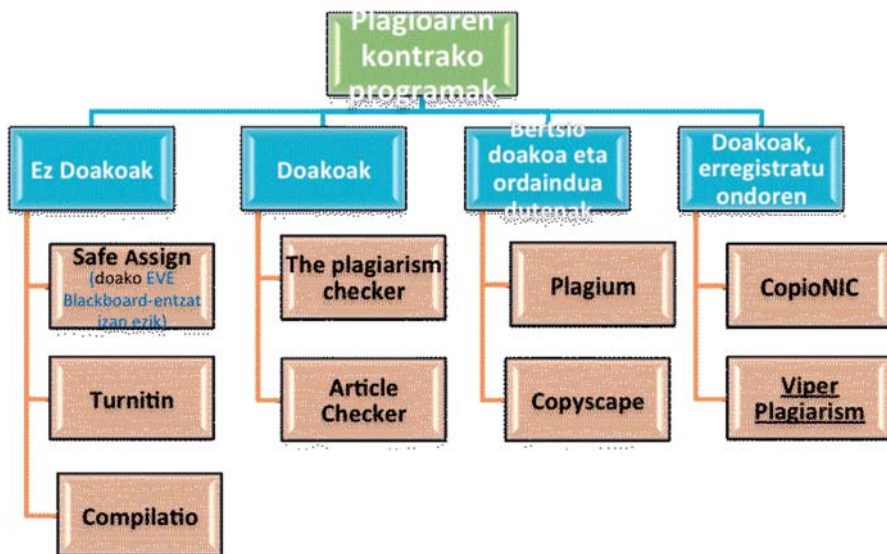 Plagioaren
kontrako
programak
Ez Doakoak
Doakoak
Bertsio
doakoa eta
ordaindua
dutenak
Doakoak,
erregistratu
ondoren
Safe Assign
(doako EVE
Blackboard-entzat
izan ezik)
Turnitin
Compilatio
The plagiarism
checker
Article
Checker
Plagium
Copyscape
CopioNIC
Viper
Plagiarism